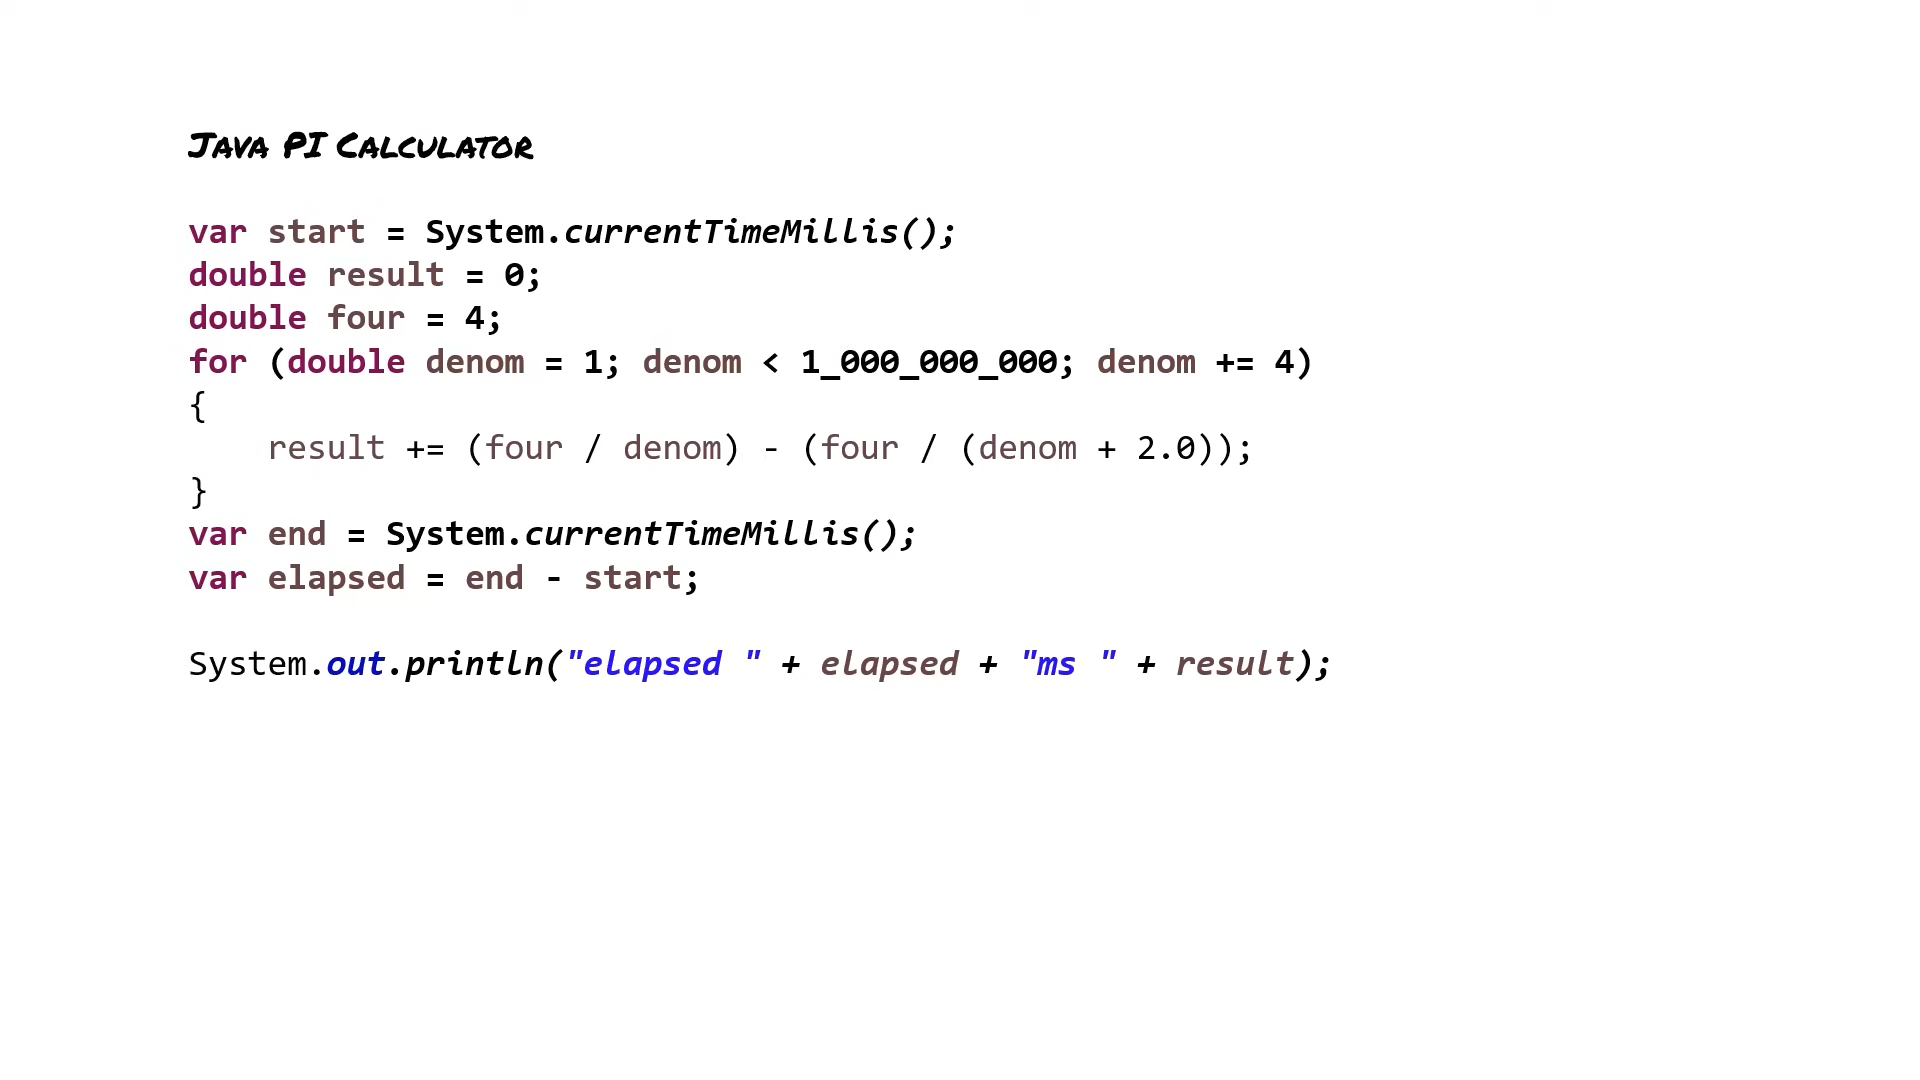 Java PI Calculator
var start = System.currentTimeMillis();
double result = 0;
double four = 4;
for (double denom = 1; denom < 1_000_000_000; denom += 4)
{
    result += (four / denom) - (four / (denom + 2.0));
}
var end = System.currentTimeMillis();
var elapsed = end - start;
System.out.println("elapsed " + elapsed + "ms " + result);